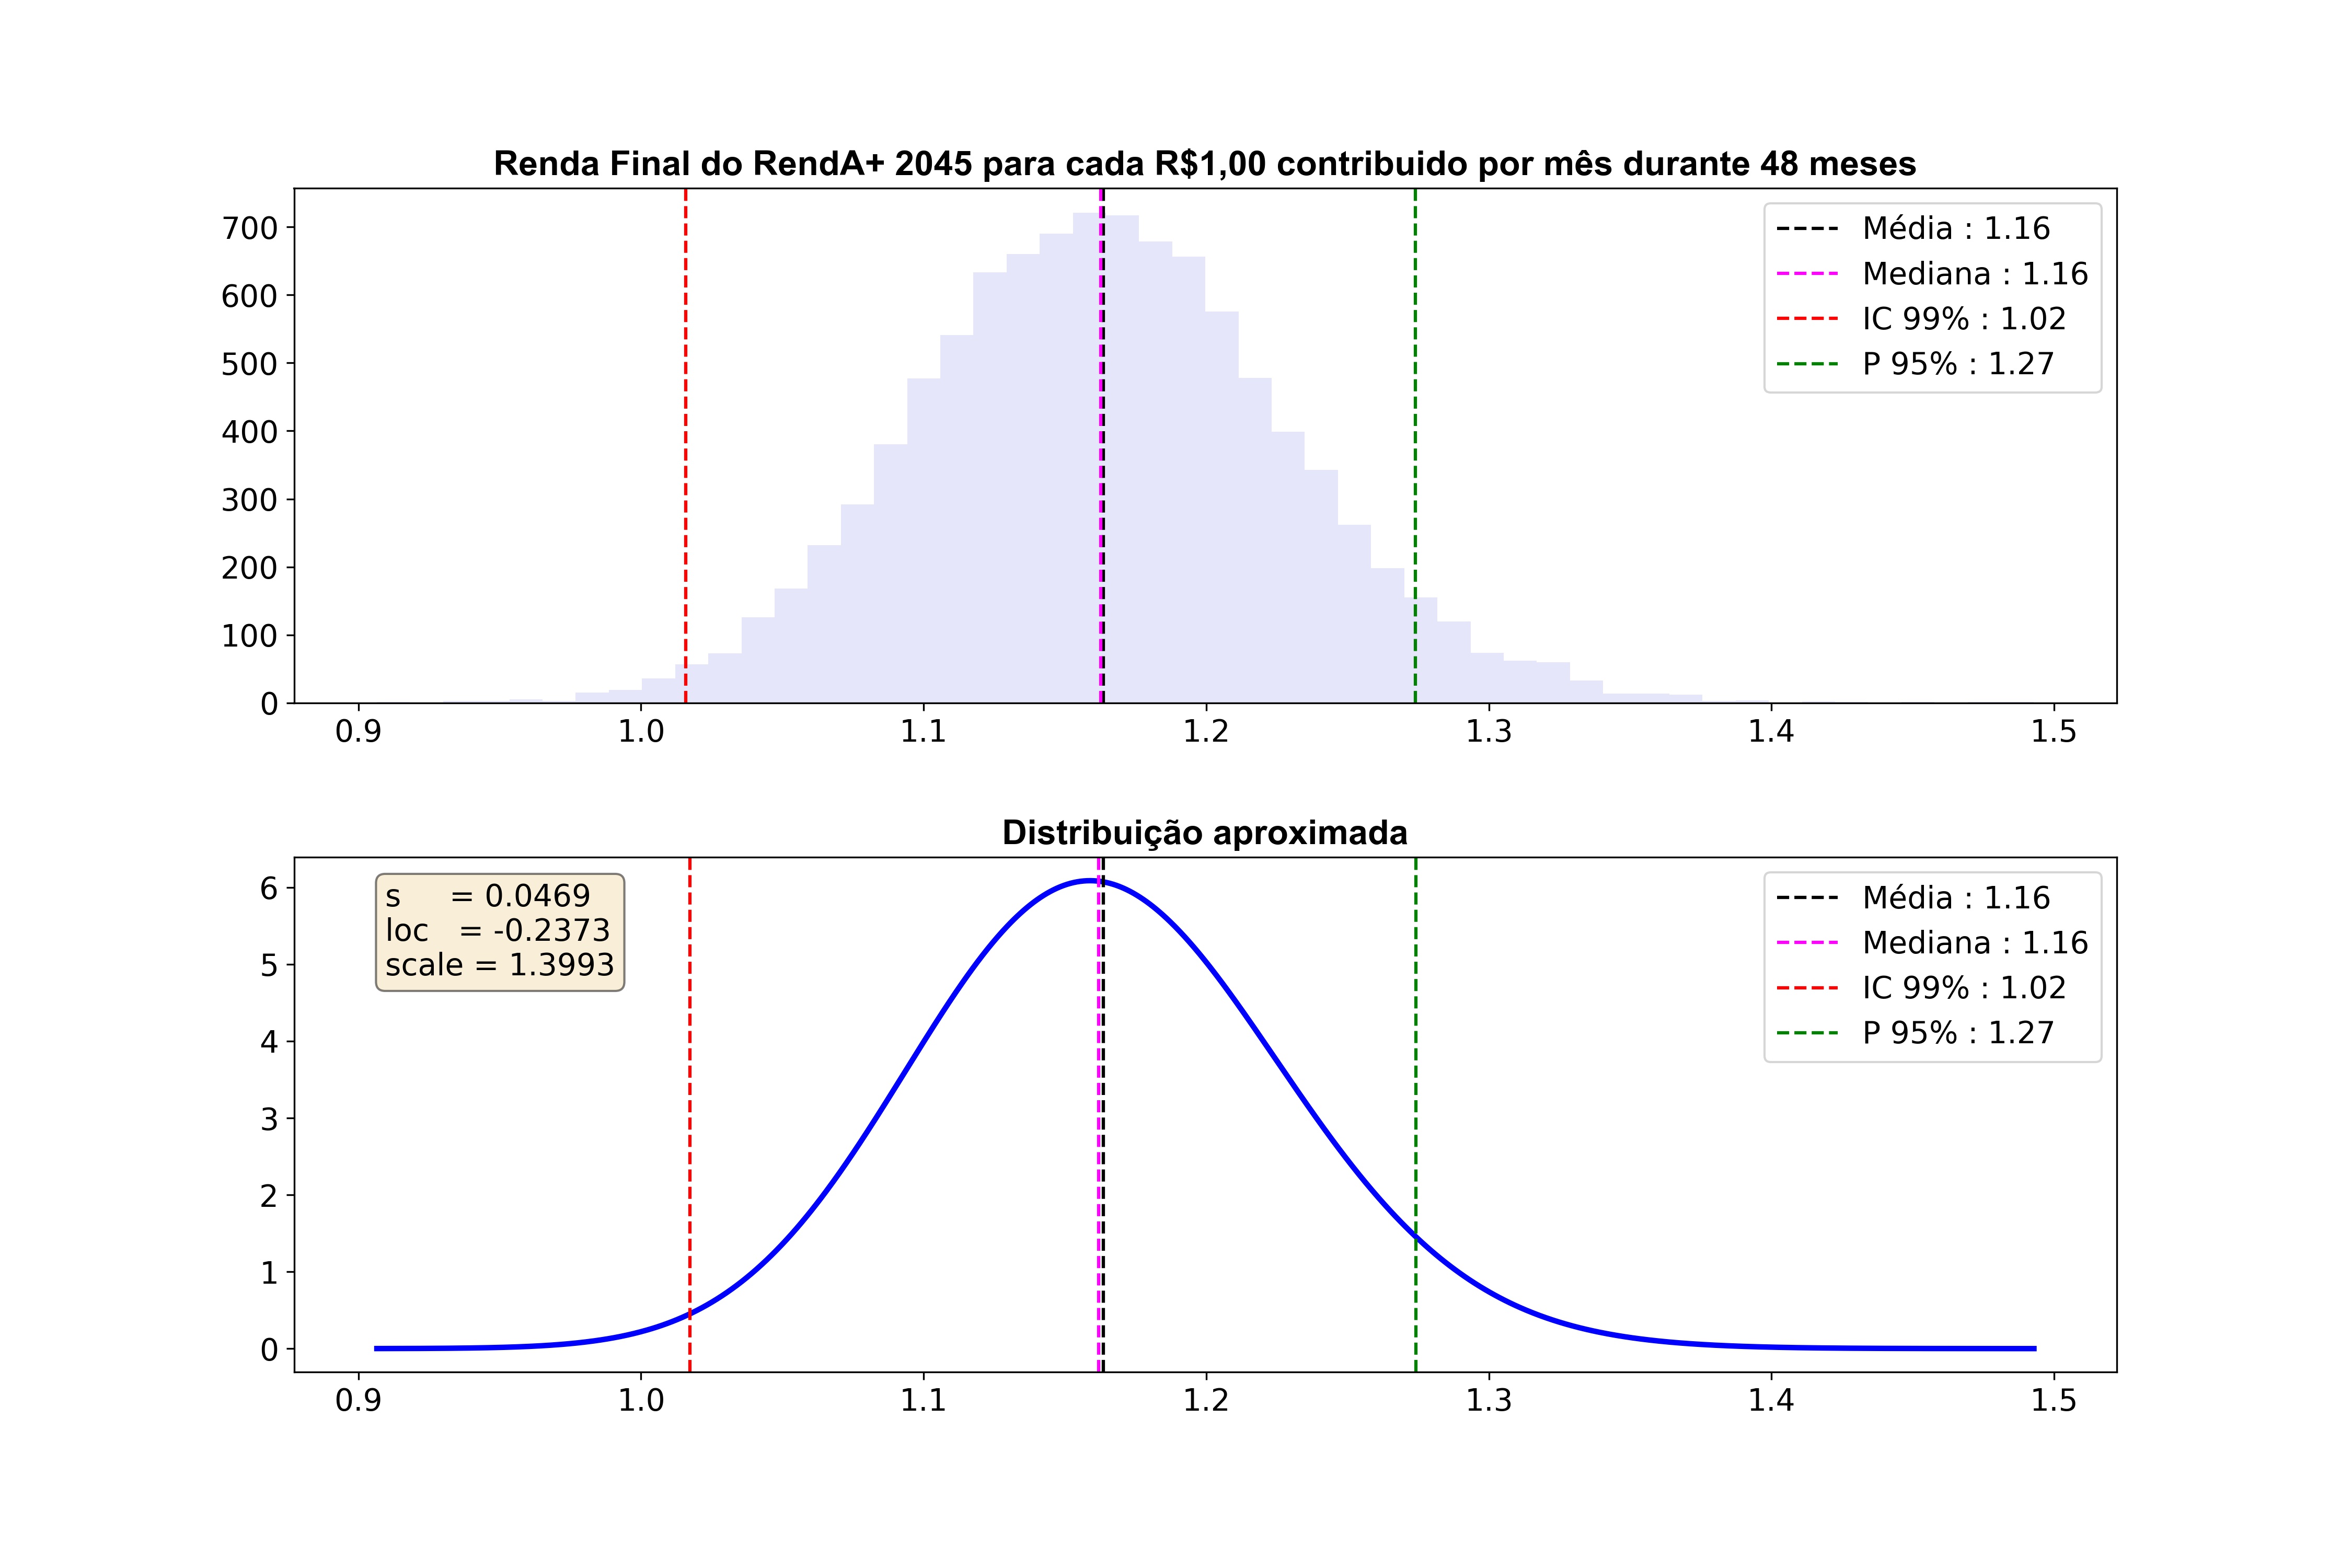 Renda Final do RendA+ 2045 para cada R$1,00 contribuido por mês durante 48 meses
700
600
500
400
300
200
100
0
0.9 1.0 1.1 1.2 1.3 1.4 1.5
Média : 1.16
Mediana : 1.16
IC 99% : 1.02
P 95% : 1.27
Distribuição aproximada
6
5
4
3
2
1
0
0.9 1.0 1.1 1.2 1.3 1.4 1.5
s = 0.0469
loc = -0.2373
scale = 1.3993
Média : 1.16
Mediana : 1.16
IC 99% : 1.02
P 95% : 1.27